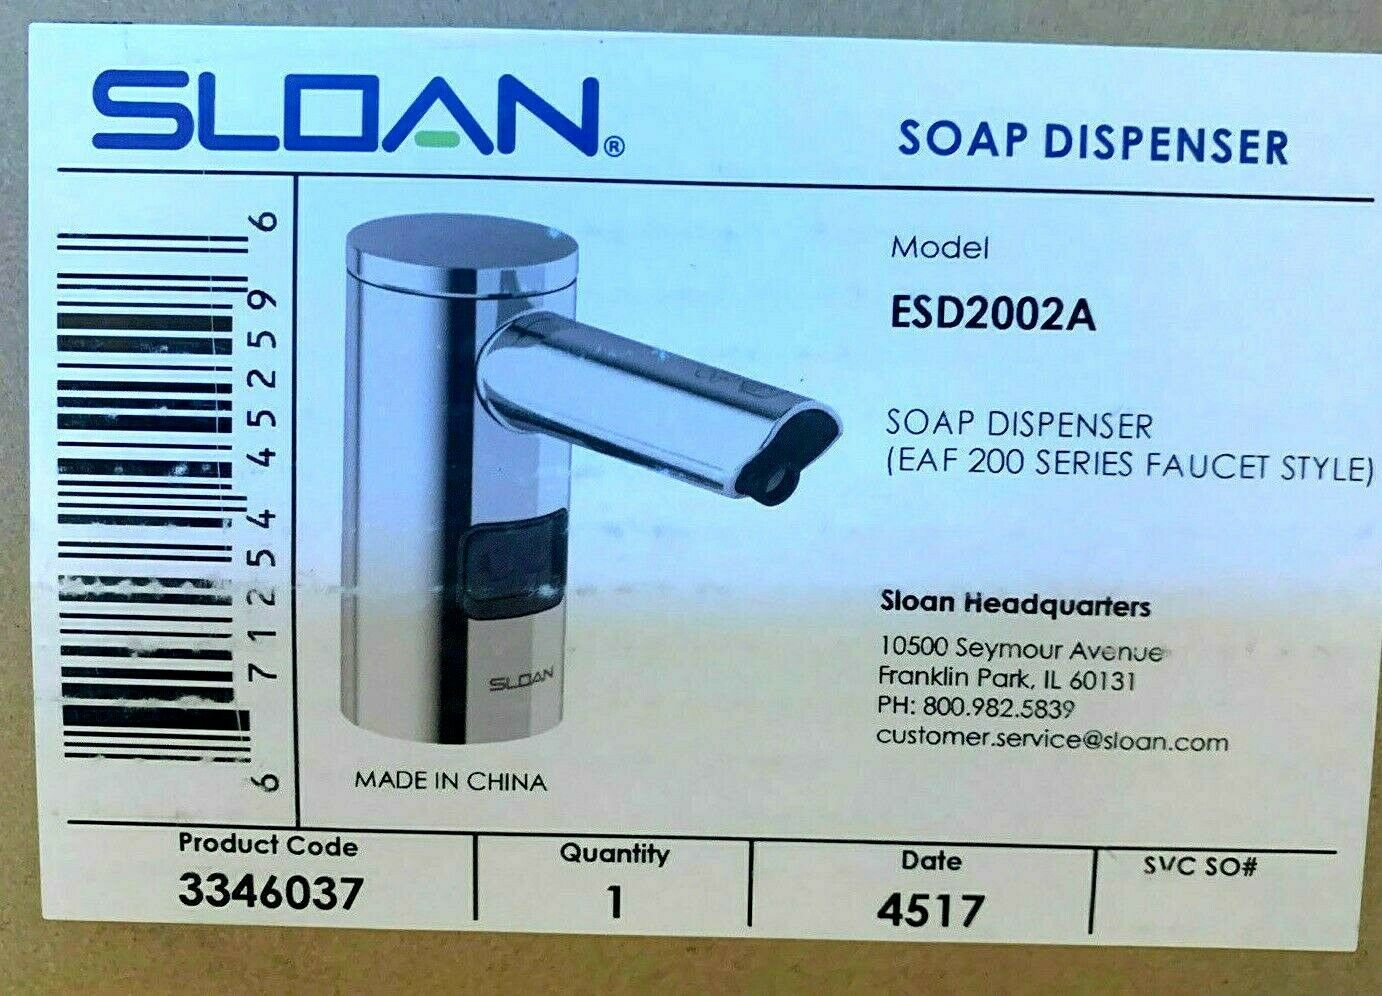 SLOAN®
SOAP DISPENSER
6 71254 45259 6
Model
ESD2002A
SOAP DISPENSER
(EAF 200 SERIES FAUCET STYLE)
SLOAN
MADE IN CHINA
Sloan Headquarters
10500 Seymour Avenue
Franklin Park, IL 60131
PH: 800.982.5839
customer.service@sloan.com
Product Code
3346037
Quantity
1
Date
4517
SVC SO#